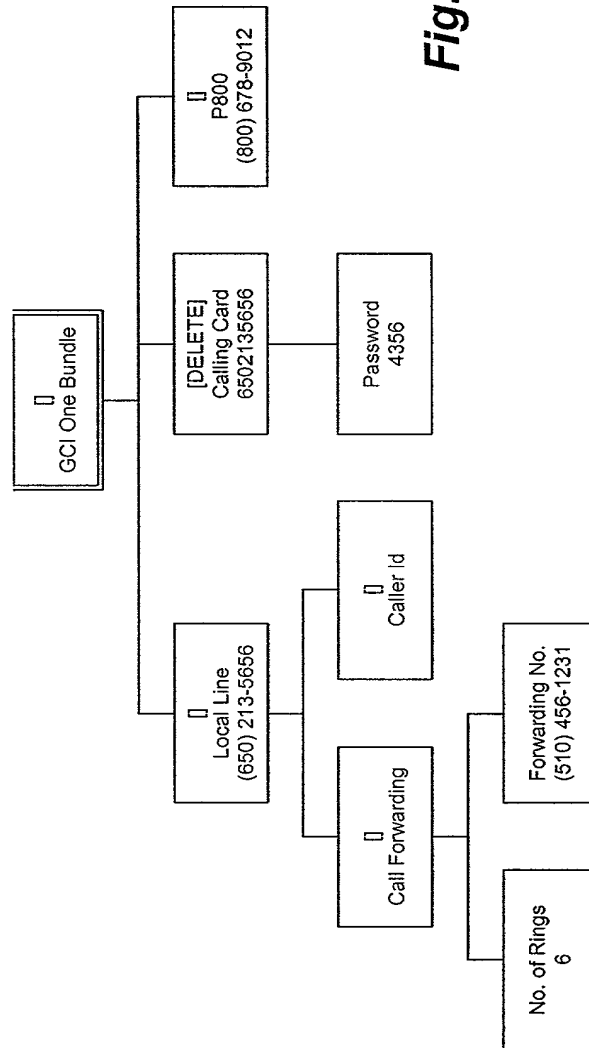 []
GCI One Bundle
[]
Local Line
(650) 213-5656
[DELETE]
Calling Card
6502135656
[]
P800
(800) 678-9012
[]
Call Forwarding
[]
Caller Id
Password
4356
No. of Rings
6
Forwarding No.
(510) 456-1231
Fig.